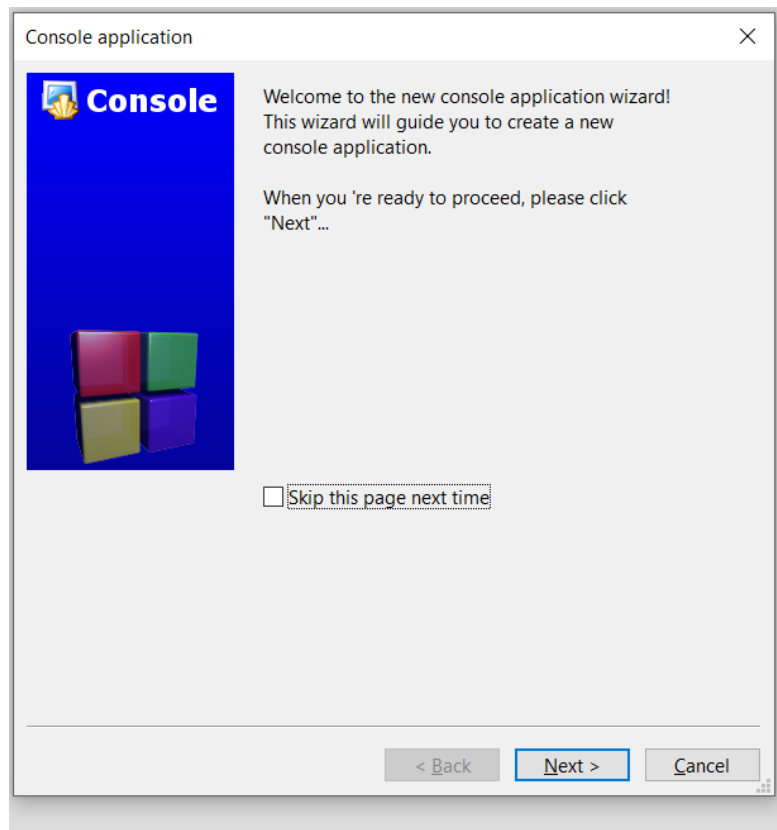 Console application
Console
Welcome to the new console application wizard!
This wizard will guide you to create a new
console application.
When you 're ready to proceed, please click
"Next"...
Skip this page next time
< Back
Next >
Cancel